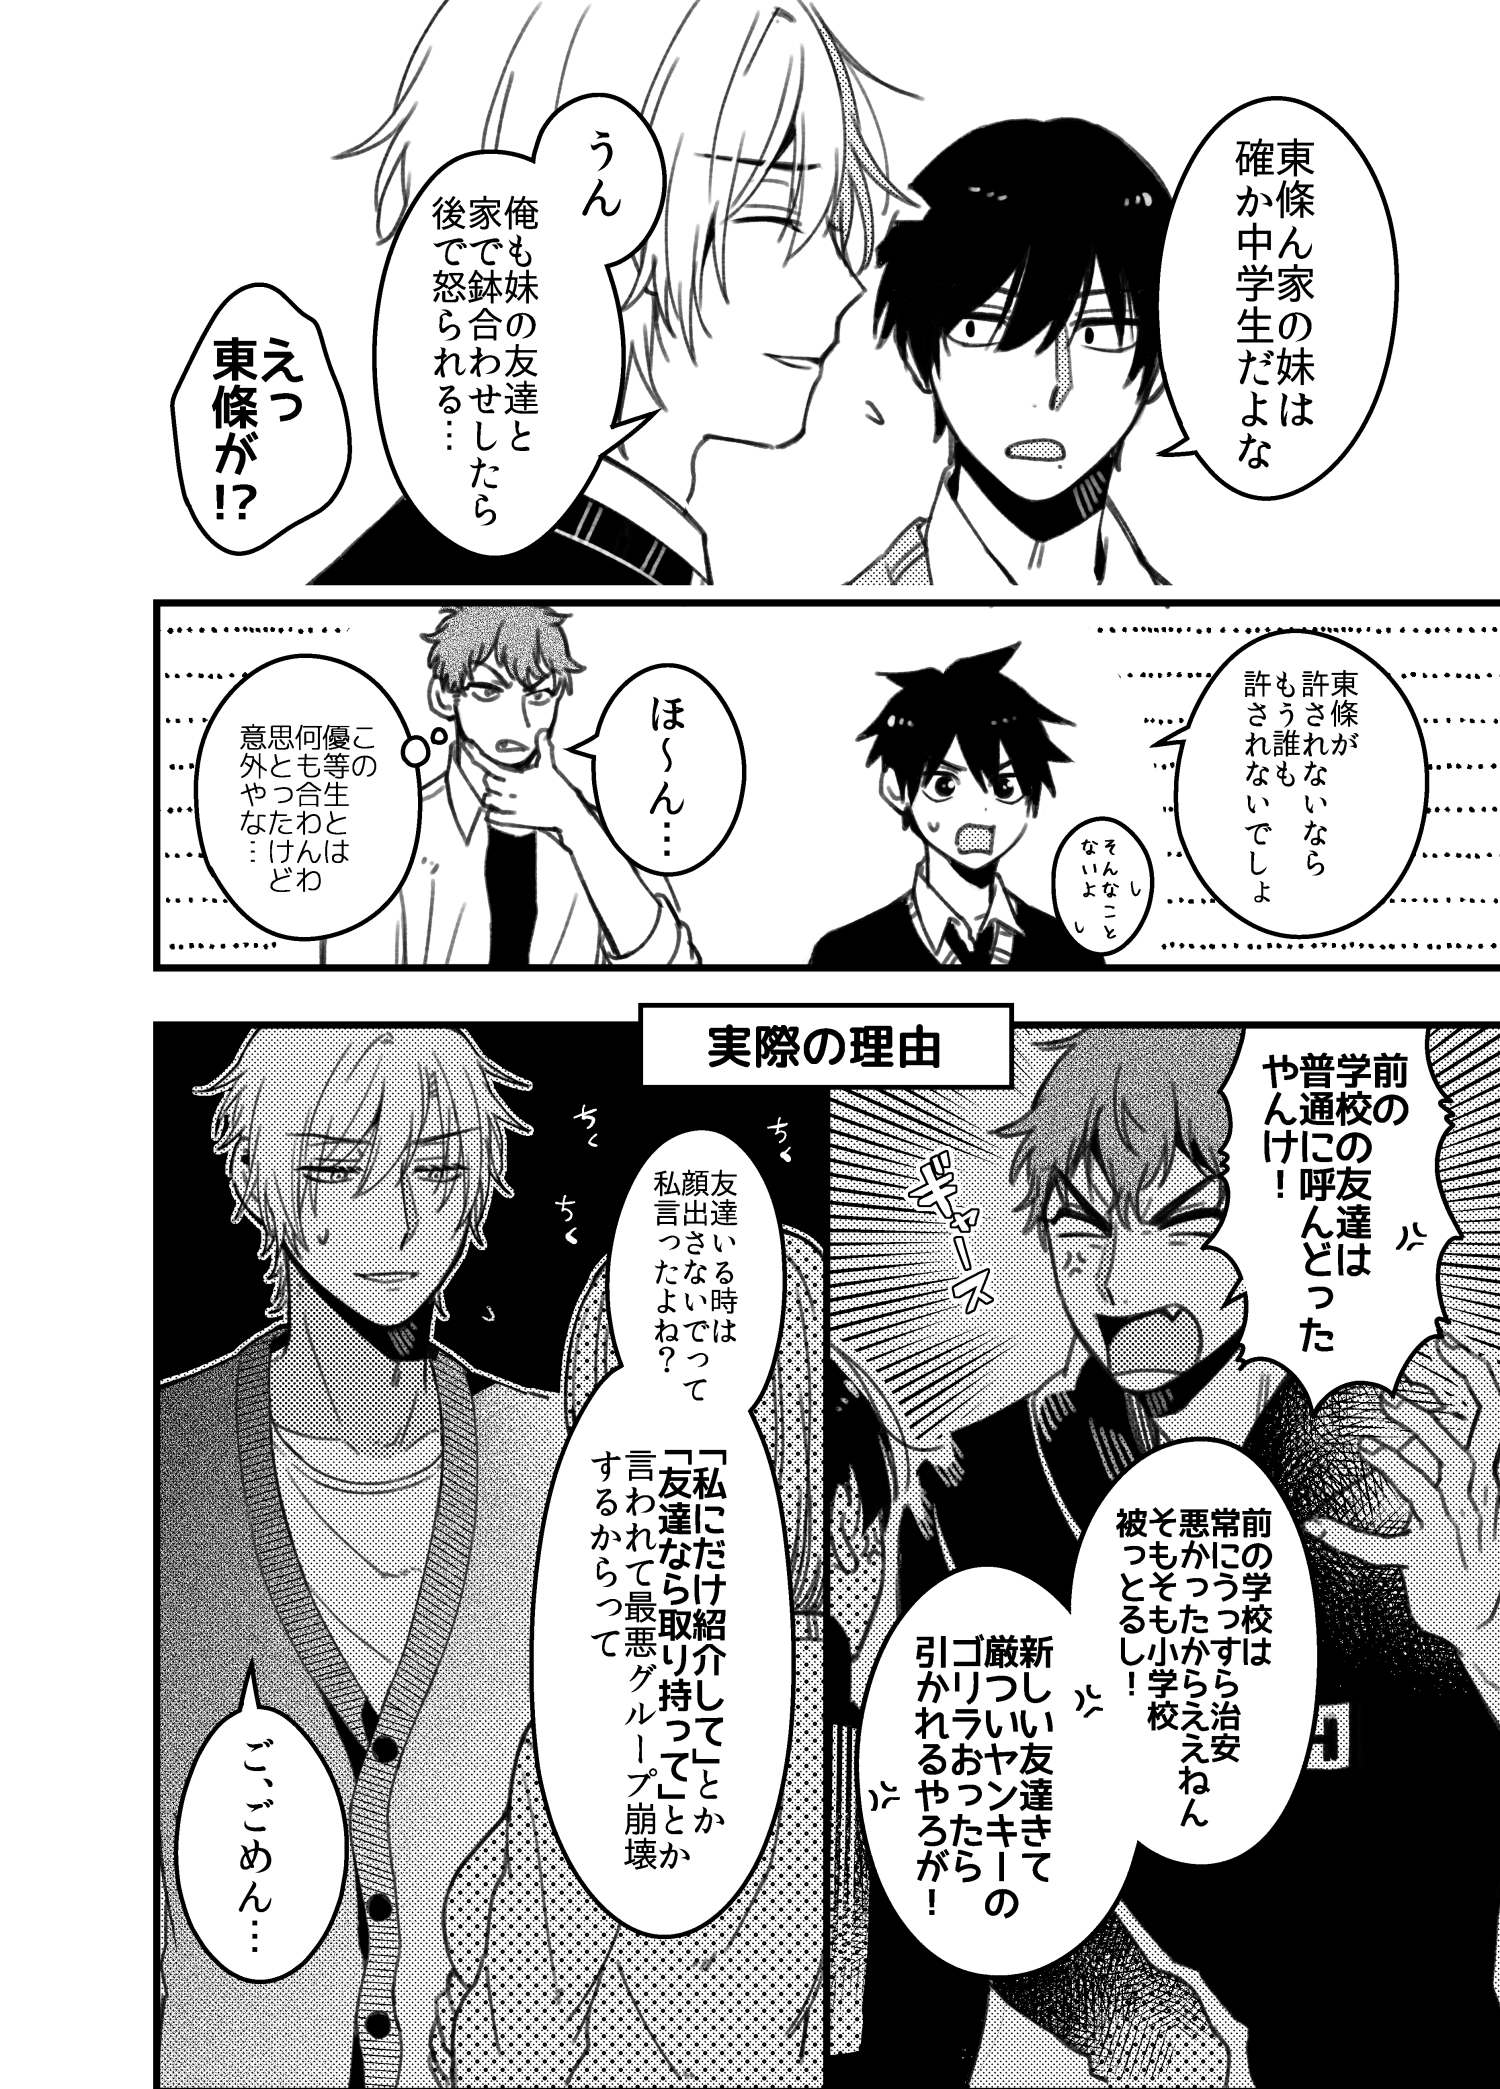 東條ん家の妹は
確か中学生だよな
うん
俺も妹の友達と
家で鉢合わせしたら
後で怒られる…
えっ
東條が!?
東條が
許されないなら
もう誰も
許されないでしょ
そんなこと
ないよ
ほ〜ん…
この
優等生とは
何も合わんわ
思とったけど
意外やな…
実際の理由
前の
学校の友達は
普通に呼んどった
やんけ！
ギャース
前の学校は
常にうっすら治安
悪かったからええねん
そもそも小学校
被っとるし！
新しい友達きて
厳ついヤンキーの
ゴリラおったら
引かれるやろが！
H
ちく
ちく
ちく
友達いる時は
顔出さないでって
私言ったよね？
「私にだけ紹介して」とか
「友達なら取り持って」とか
言われて最悪グループ崩壊
するからって
ご、ごめん…